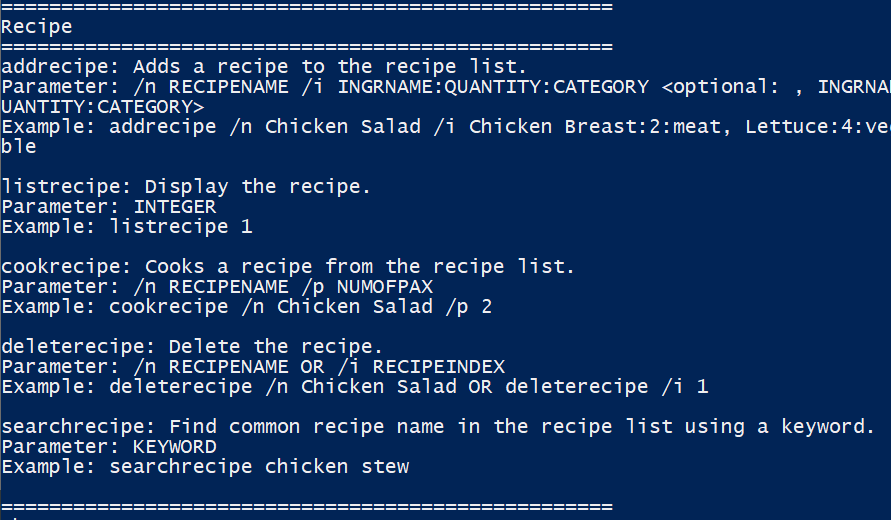 ===================================================
Recipe
===================================================
addrecipe: Adds a recipe to the recipe list.
Parameter: /n RECIPENAME /i INGRNAME:QUANTITY:CATEGORY <optional: , INGRNA
UANTITY:CATEGORY>
Example: addrecipe /n Chicken Salad /i Chicken Breast:2:meat, Lettuce:4:veg
ble
listrecipe: Display the recipe.
Parameter: INTEGER
Example: listrecipe 1
cookrecipe: Cooks a recipe from the recipe list.
Parameter: /n RECIPENAME /p NUMOFPAX
Example: cookrecipe /n Chicken Salad /p 2
deleterecipe: Delete the recipe.
Parameter: /n RECIPENAME OR /i RECIPEINDEX
Example: deleterecipe /n Chicken Salad OR deleterecipe /i 1
searchrecipe: Find common recipe name in the recipe list using a keyword.
Parameter: KEYWORD
Example: searchrecipe chicken stew
===================================================